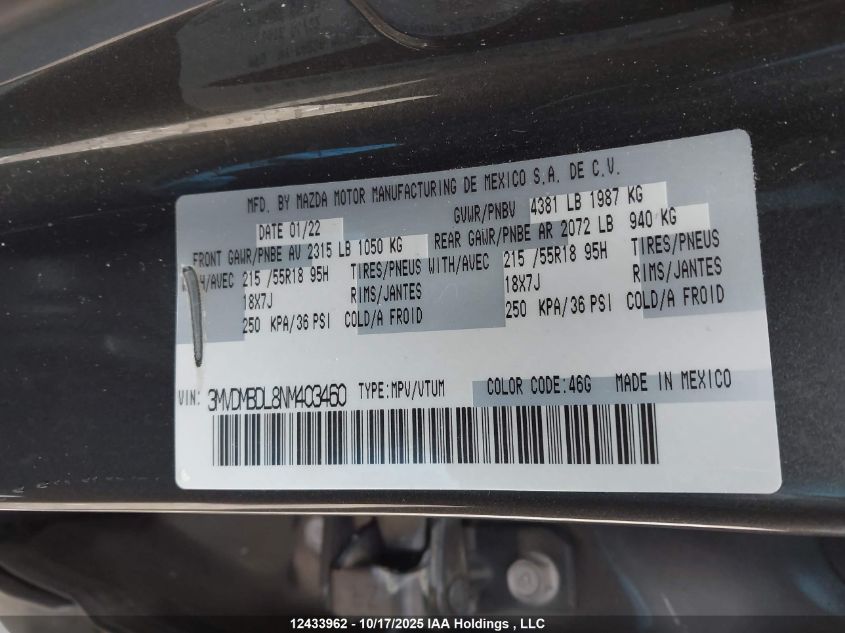 MFD. BY MAZDA MOTOR MANUFACTURING DE MEXICO S.A. DE C.V.
DATE 01/22 GVWR/PNBV 4381 LB 1987 KG
FRONT GAWR/PNBE AV 2315 LB 1050 KG REAR GAWR/PNBE AR 2072 LB 940 KG
WITH/AVEC 215 /55R18 95H TIRES/PNEUS WITH/AVEC 215 /55R18 95H TIRES/PNEUS
18X7J RIMS/JANTES 18X7J RIMS/JANTES
250 KPA/36 PSI COLD/A FROID 250 KPA/36 PSI COLD/A FROID
VIN: 3MVDMBDL8NM403460 TYPE:MPV/VTUM COLOR CODE:46G MADE IN MEXICO
12433962 - 10/17/2025 IAA Holdings , LLC